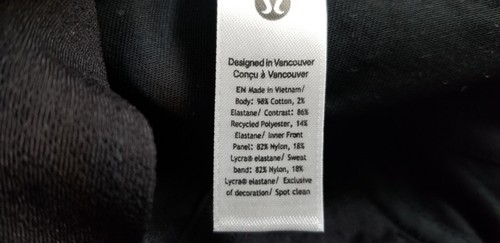 Designed in Vancouver
Conçu à Vancouver
EN Made in Vietnam/
Body: 98% Cotton, 2%
Elastane/ Contrast: 86%
Recycled Polyester, 14%
Elastane/ Inner Front
Panel: 82% Nylon, 18%
Lycra® elastane/ Sweat
band: 82% Nylon, 18%
Lycra® elastane/ Exclusive
of decoration/ Spot clean